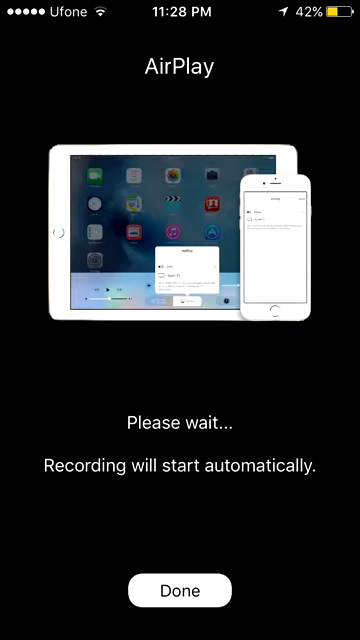 Ufone 11:28 PM 42%
AirPlay
Please wait...
Recording will start automatically.
Done